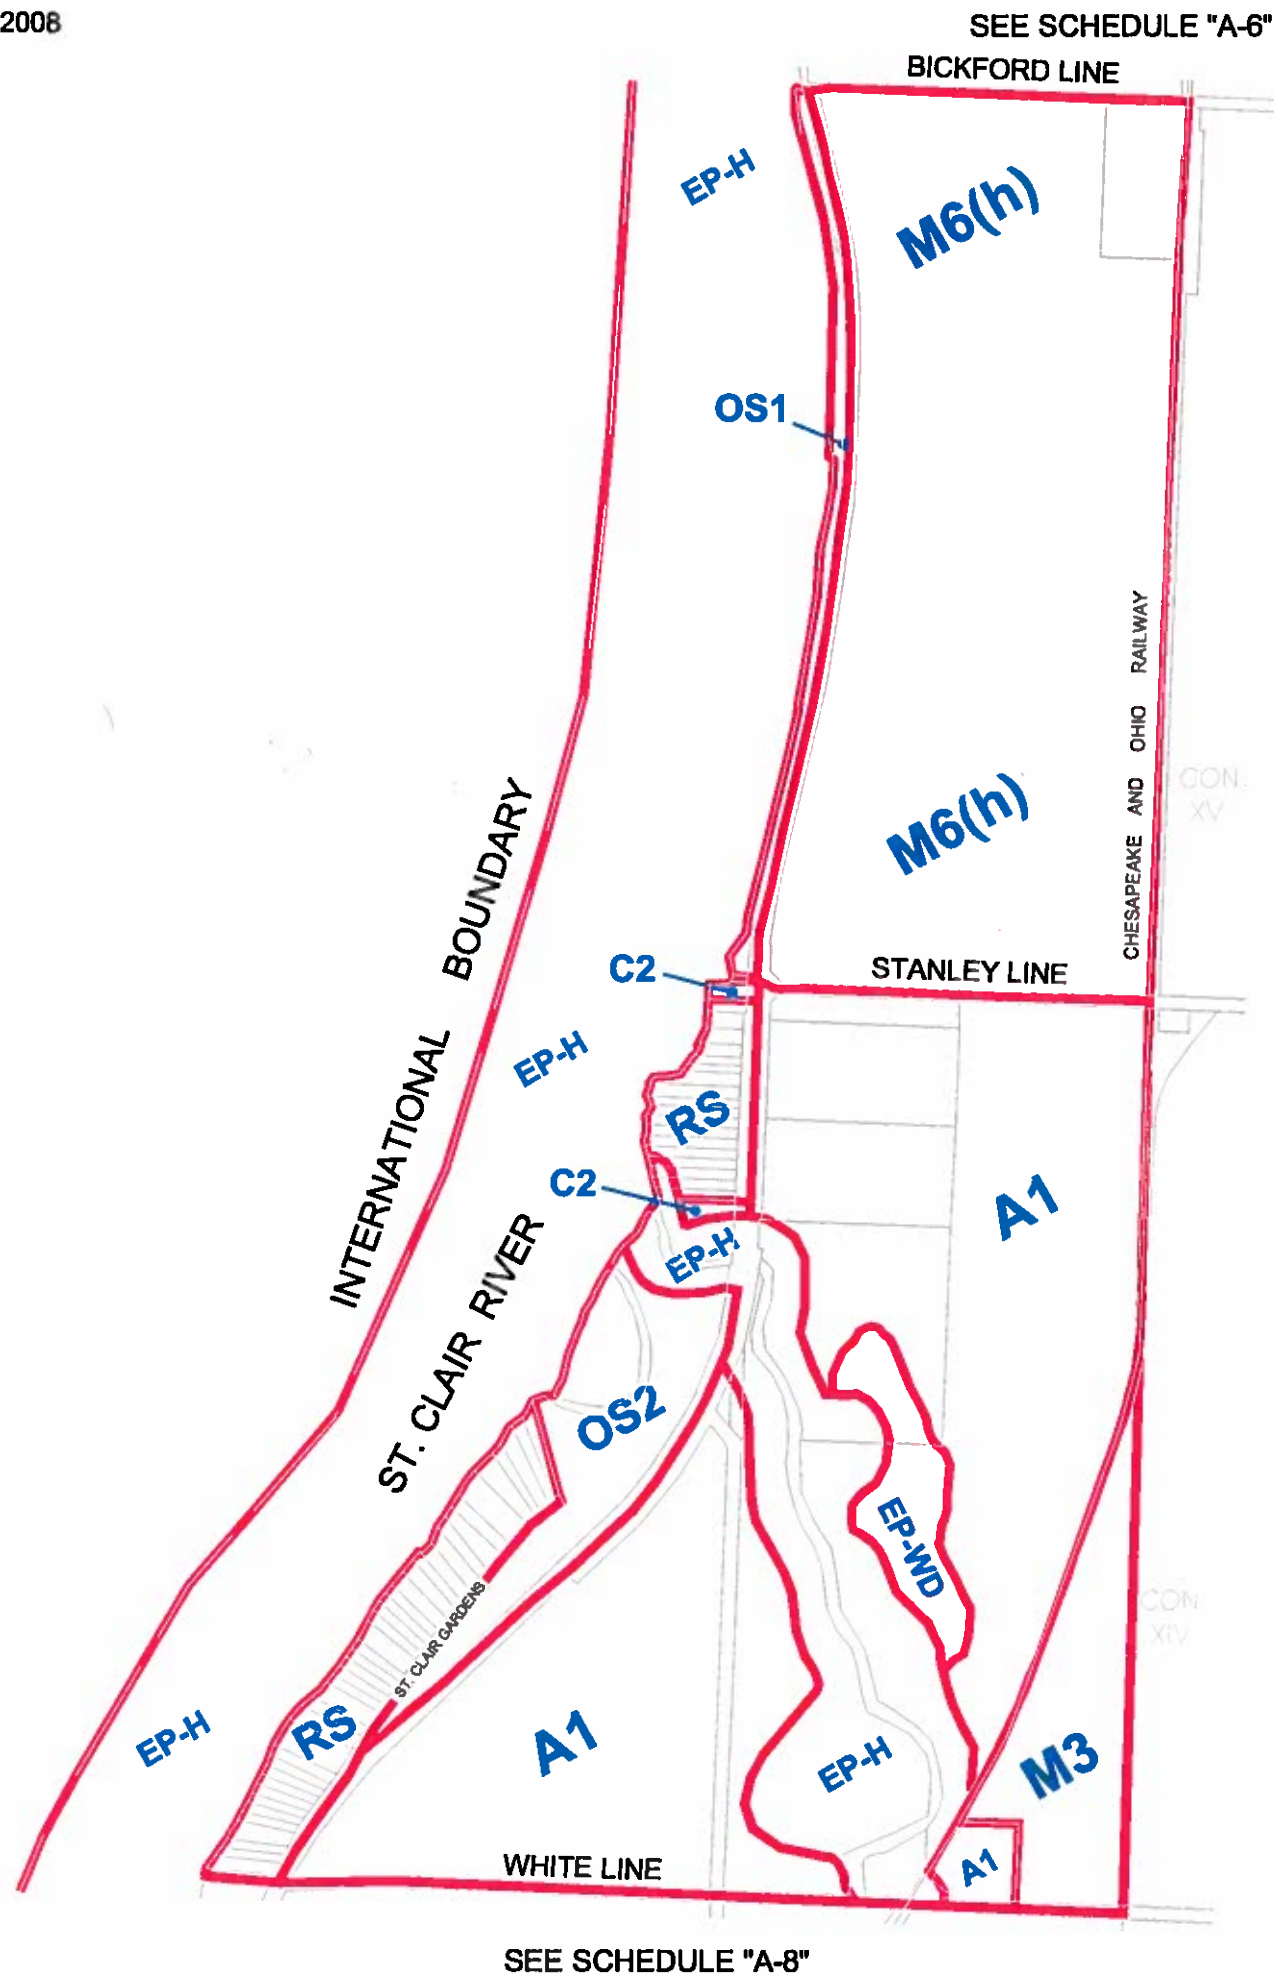 2008
SEE SCHEDULE "A-6"
BICKFORD LINE
EP-H
M6(h)
OS1
CHESAPEAKE AND OHIO RAILWAY
CON.
XV
M6(h)
INTERNATIONAL BOUNDARY
C2
STANLEY LINE
EP-H
RS
C2
A1
ST. CLAIR RIVER
EP-H
OS2
EP-WD
ST. CLAIR GARDENS
CON
XIV
EP-H
RS
A1
EP-H
M3
A1
WHITE LINE
SEE SCHEDULE "A-8"